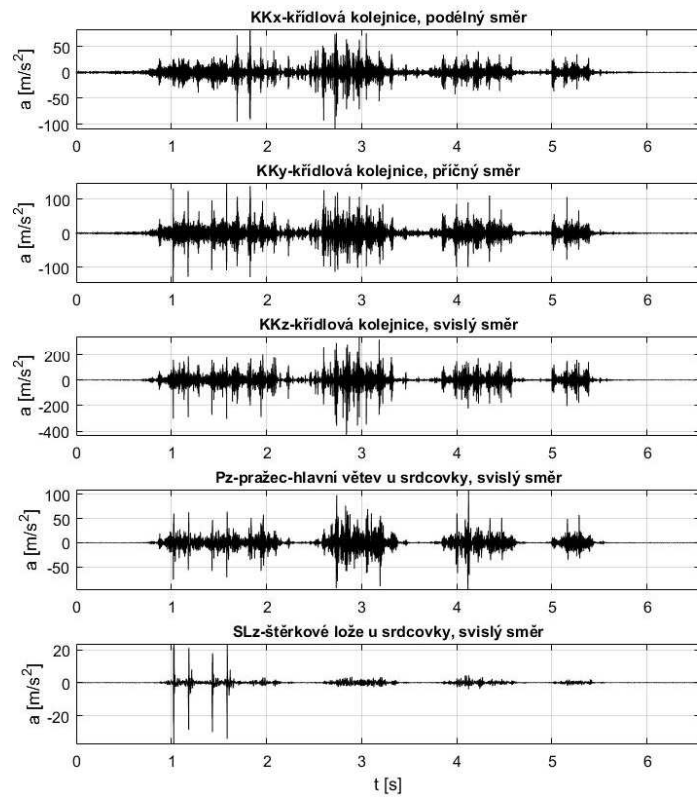 KKx-křídlová kolejnice, podélný směr
50
0
-50
-100
a [m/s²]
0 1 2 3 4 5 6
KKy-křídlová kolejnice, příčný směr
100
0
-100
a [m/s²]
0 1 2 3 4 5 6
KKz-křídlová kolejnice, svislý směr
200
0
-200
-400
a [m/s²]
0 1 2 3 4 5 6
Pz-pražec-hlavní větev u srdcovky, svislý směr
100
50
0
-50
a [m/s²]
0 1 2 3 4 5 6
SLz-štěrkové lože u srdcovky, svislý směr
20
0
-20
a [m/s²]
0 1 2 3 4 5 6
t [s]